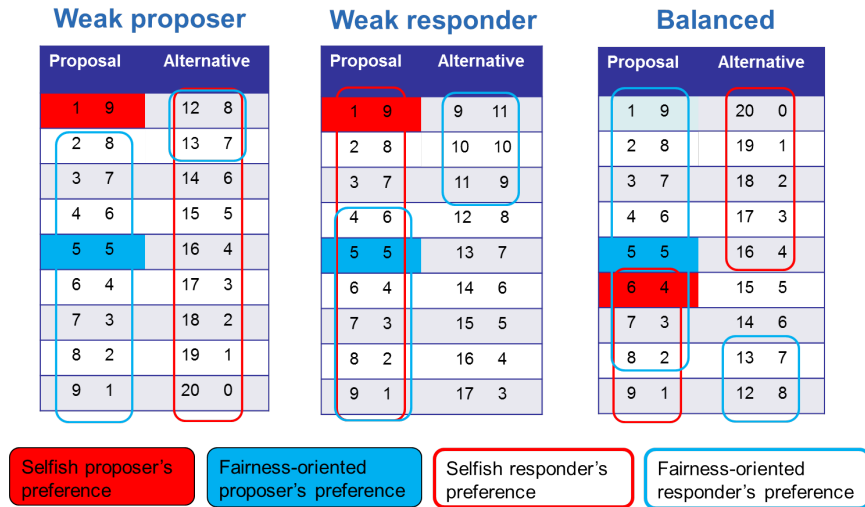 Weak proposer Weak responder Balanced
Proposal Alternative Proposal Alternative Proposal Alternative
1 9 12 8 1 9 9 11 1 9 20 0
2 8 13 7 2 8 10 10 2 8 19 1
3 7 14 6 3 7 11 9 3 7 18 2
4 6 15 5 4 6 12 8 4 6 17 3
5 5 16 4 5 5 13 7 5 5 16 4
6 4 17 3 6 4 14 6 6 4 15 5
7 3 18 2 7 3 15 5 7 3 14 6
8 2 19 1 8 2 16 4 8 2 13 7
9 1 20 0 9 1 17 3 9 1 12 8
Selfish proposer's
preference
Fairness-oriented
proposer's preference
Selfish responder's
preference
Fairness-oriented
responder's preference